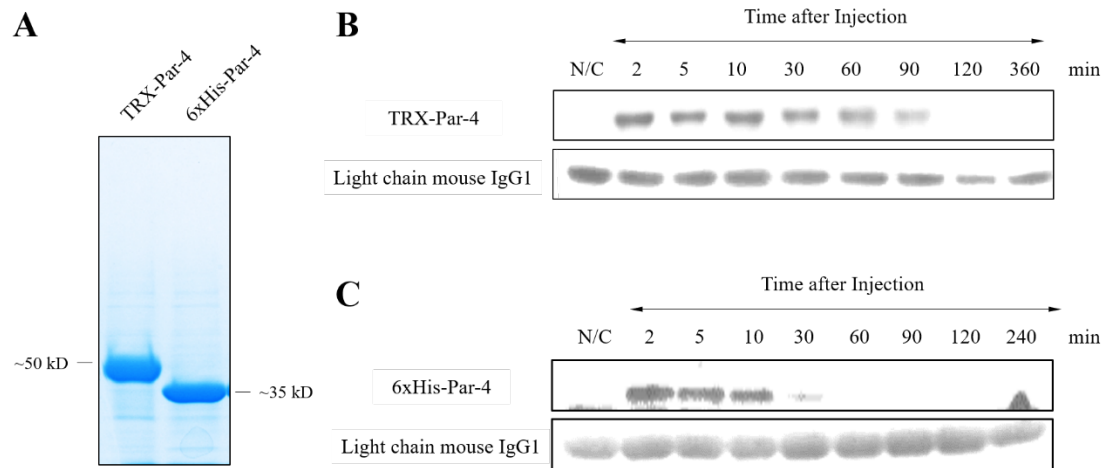 A
TRX-Par-4
6xHis-Par-4
~50 kD
~35 kD
B
Time after Injection
N/C 2 5 10 30 60 90 120 360 min
TRX-Par-4
Light chain mouse IgG1
C
Time after Injection
N/C 2 5 10 30 60 90 120 240 min
6xHis-Par-4
Light chain mouse IgG1